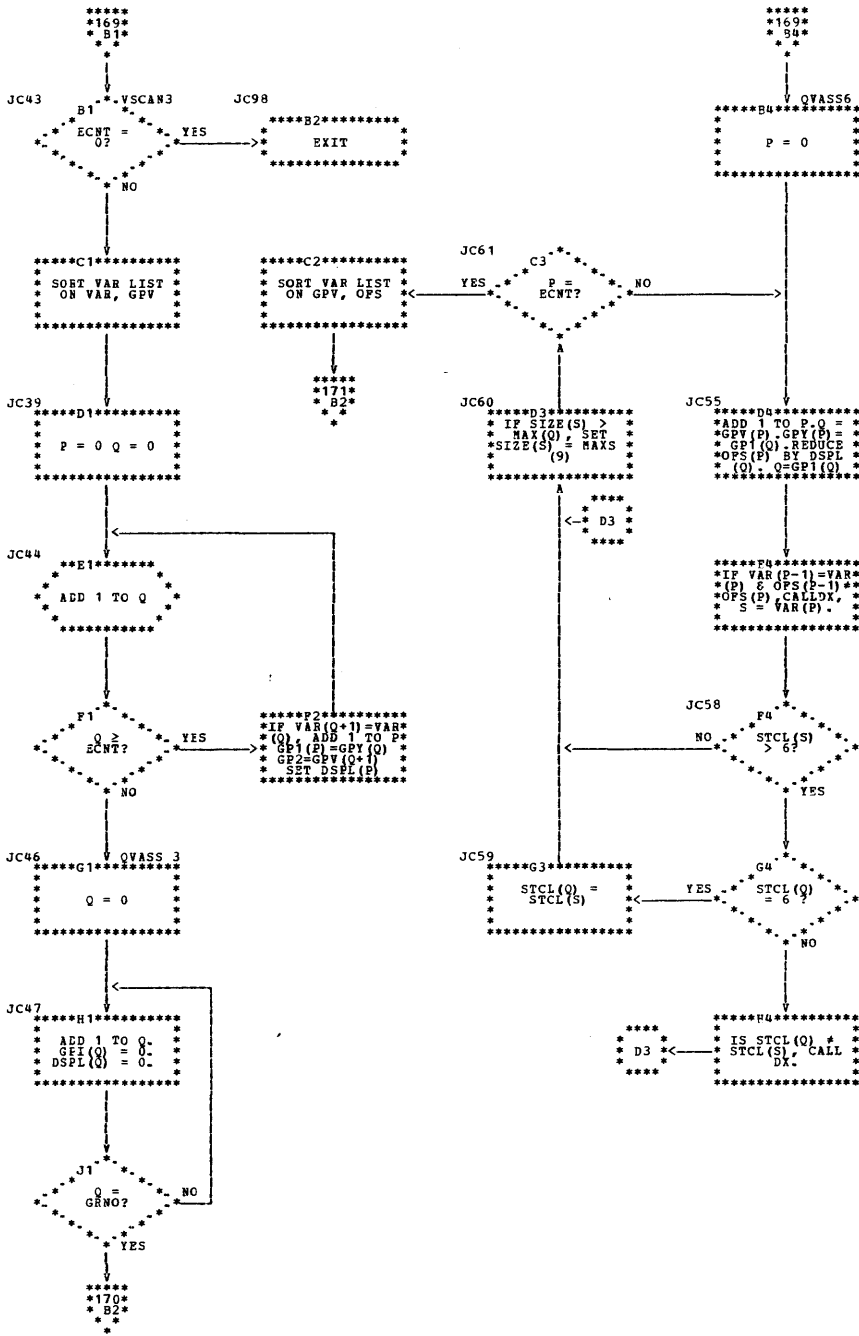 *169*
B1*
JC43
B1
VSCAN3
ECNT =
0?
YES
NO
JC98
B2
EXIT
C1
SORT VAR LIST
ON VAR, GPV
JC39
D1
P = 0 Q = 0
JC44
E1
ADD 1 TO Q
F1
Q ≥
ECNT?
YES
NO
F2
IF VAR(Q+1)=VAR
(Q), ADD 1 TO P
GP1(P)=GPY(Q)
GP2=GPV(Q+1)
SET DSPL(P)
JC46
G1
QVASS 3
Q = 0
JC47
H1
ADD 1 TO Q.
GPI(Q) = 0.
DSPL(Q) = 0.
J1
Q =
GRNO?
NO
YES
*170*
B2*
C2
SORT VAR LIST
ON GPV, OFS
*171*
B2*
JC61
C3
P =
ECNT?
YES
NO
JC60
D3
IF SIZE(S) >
MAX(Q), SET
SIZE(S) = MAXS
(9)
D3
JC59
G3
STCL(Q) =
STCL(S)
*169*
B4*
QVASS6
B4
P = 0
JC55
D4
ADD 1 TO P.Q =
GPV(P).GPY(P)=
GP1(Q).REDUCE
OFS(P) BY DSPL
(Q). Q=GP1(Q)
E4
IF VAR(P-1)=VAR
(P) & OFS(P-1)≠
OFS(P),CALLDX,
S = VAR(P).
JC58
F4
STCL(S)
> 6?
NO
YES
G4
STCL(Q)
= 6 ?
YES
NO
H4
IS STCL(Q) ≠
STCL(S), CALL
DX.
D3